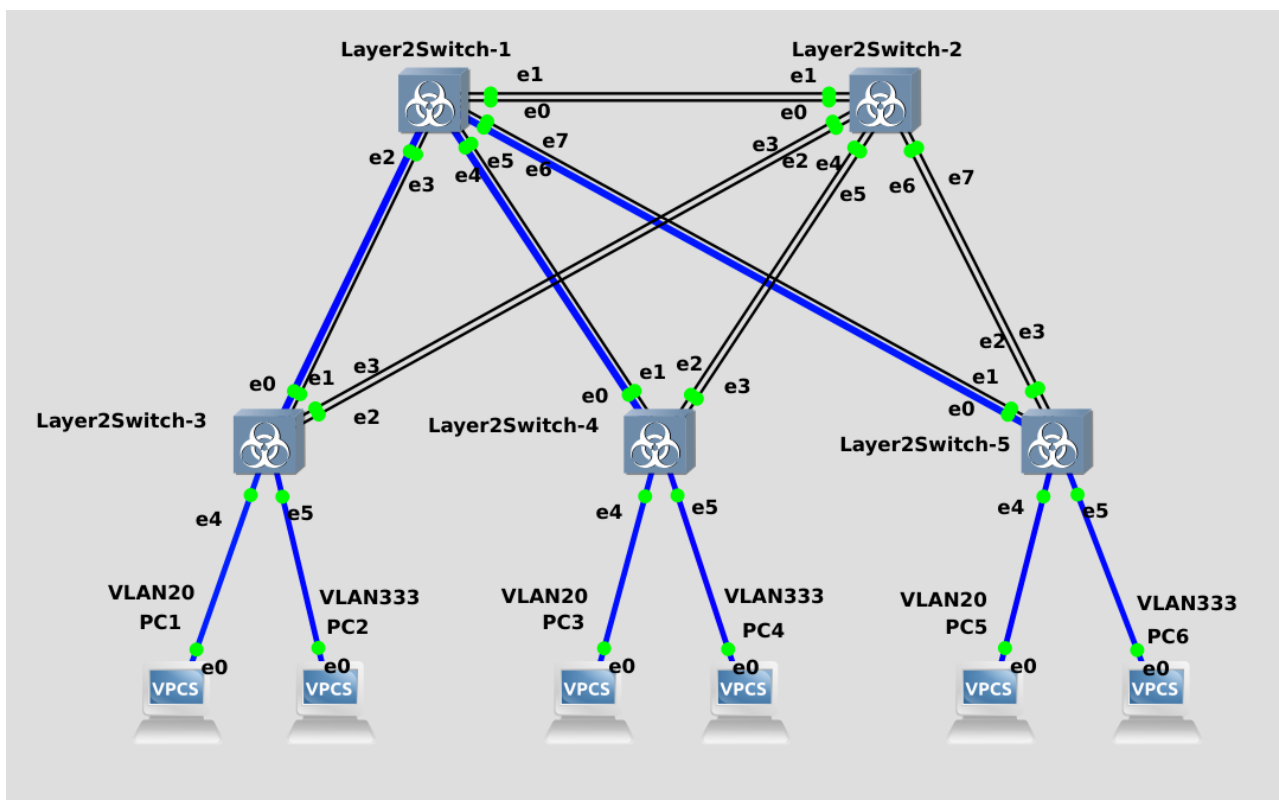 Layer2Switch-1
Layer2Switch-2
e1
e1
e0
e0
e2
e3
e4
e5
e7
e6
e3
e2
e4
e5
e6
e7
e0
e1
e3
e2
e0
e1
e2
e3
e1
e0
e2
e3
Layer2Switch-3
Layer2Switch-4
Layer2Switch-5
e4
e5
e4
e5
e4
e5
VLAN20
PC1
VLAN333
PC2
VLAN20
PC3
VLAN333
PC4
VLAN20
PC5
VLAN333
PC6
e0
e0
e0
e0
e0
e0
VPCS
VPCS
VPCS
VPCS
VPCS
VPCS